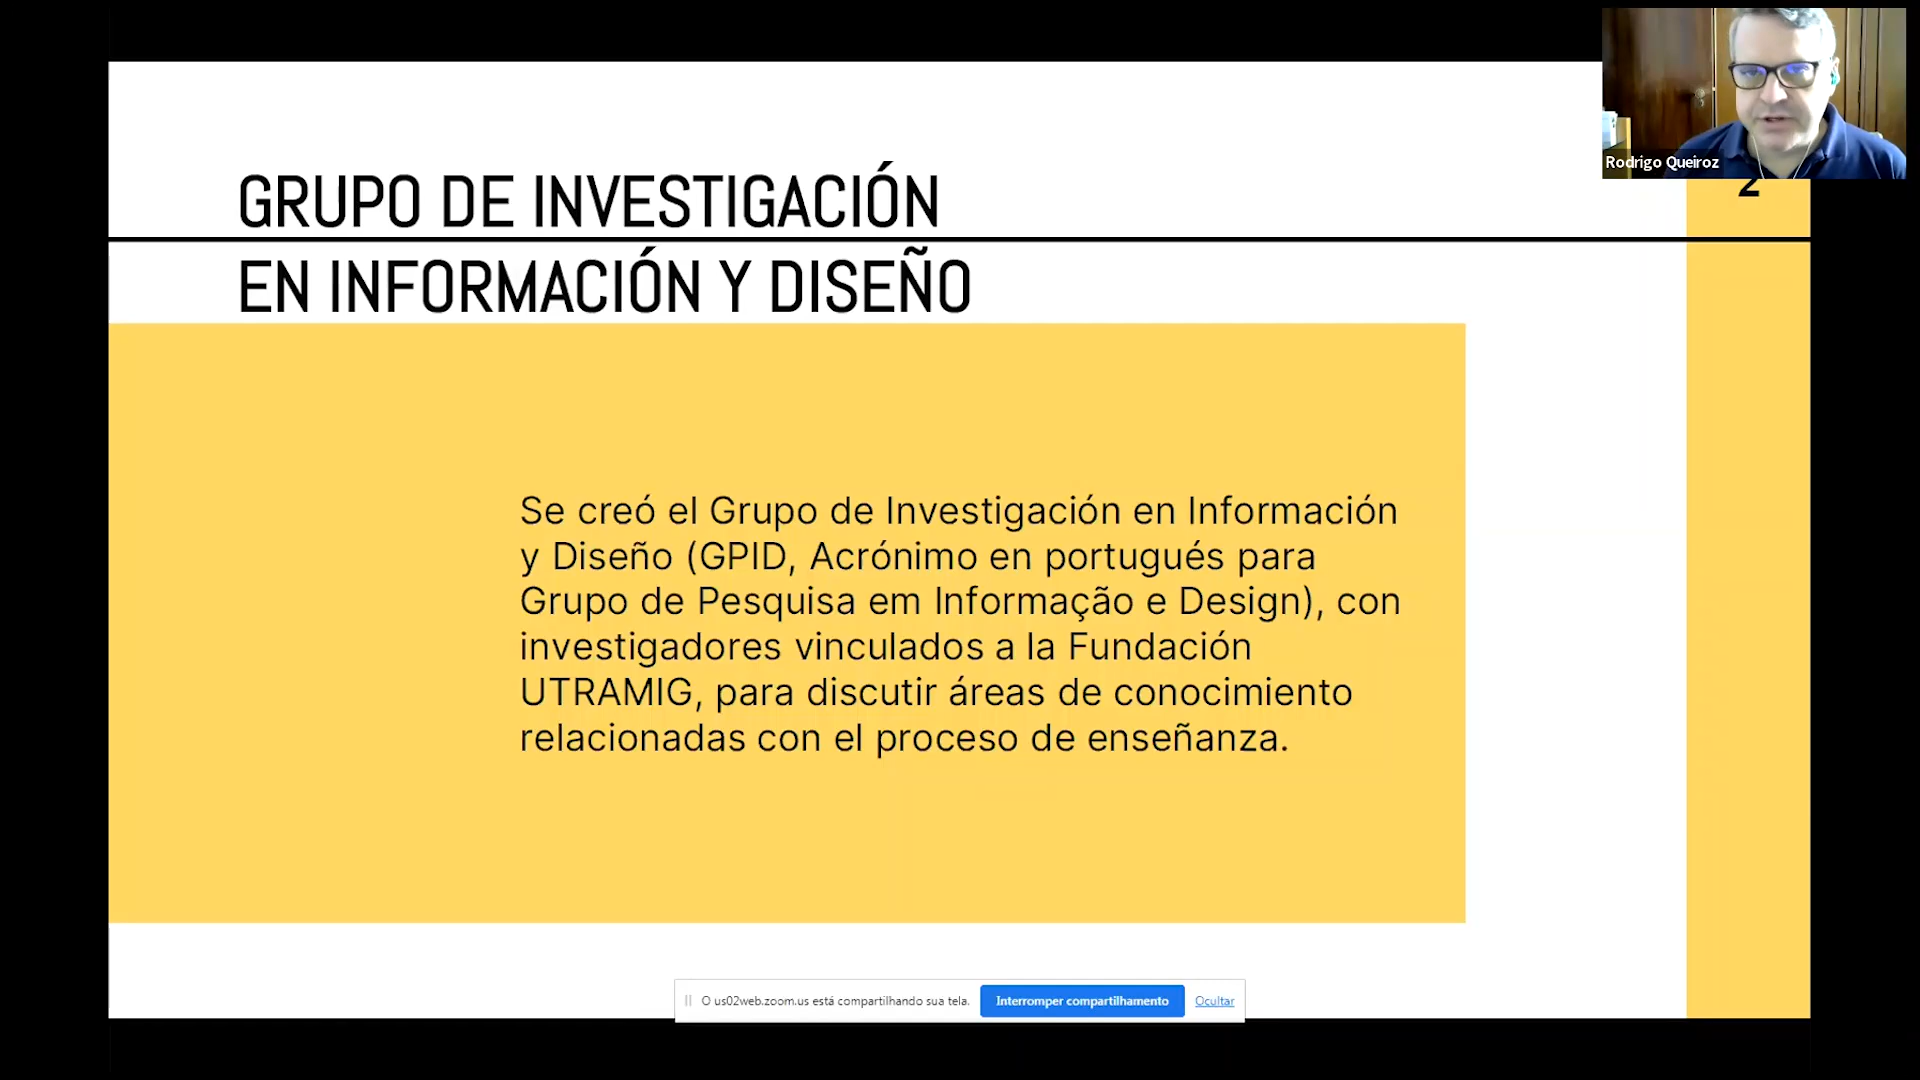 Rodrigo Queiroz
2
GRUPO DE INVESTIGACIÓN
EN INFORMACIÓN Y DISEÑO
Se creó el Grupo de Investigación en Información
y Diseño (GPID, Acrónimo en portugués para
Grupo de Pesquisa em Informação e Design), con
investigadores vinculados a la Fundación
UTRAMIG, para discutir áreas de conocimiento
relacionadas con el proceso de enseñanza.
O us02web.zoom.us está compartilhando sua tela. Interromper compartilhamento Ocultar